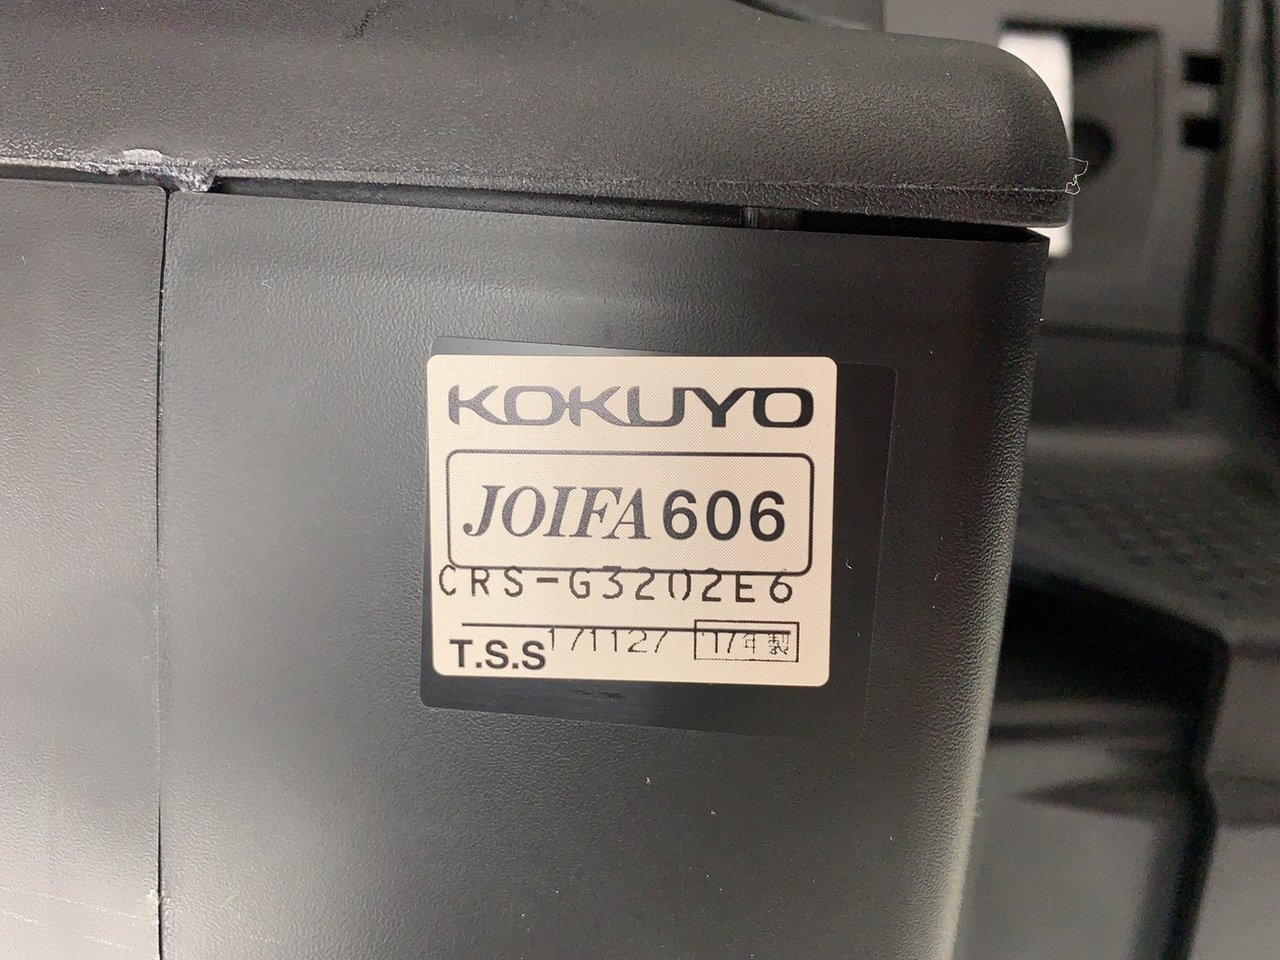 KOKUYO
JOIFA 606
CRS-G3202E6
T.S.S 171127 17年製